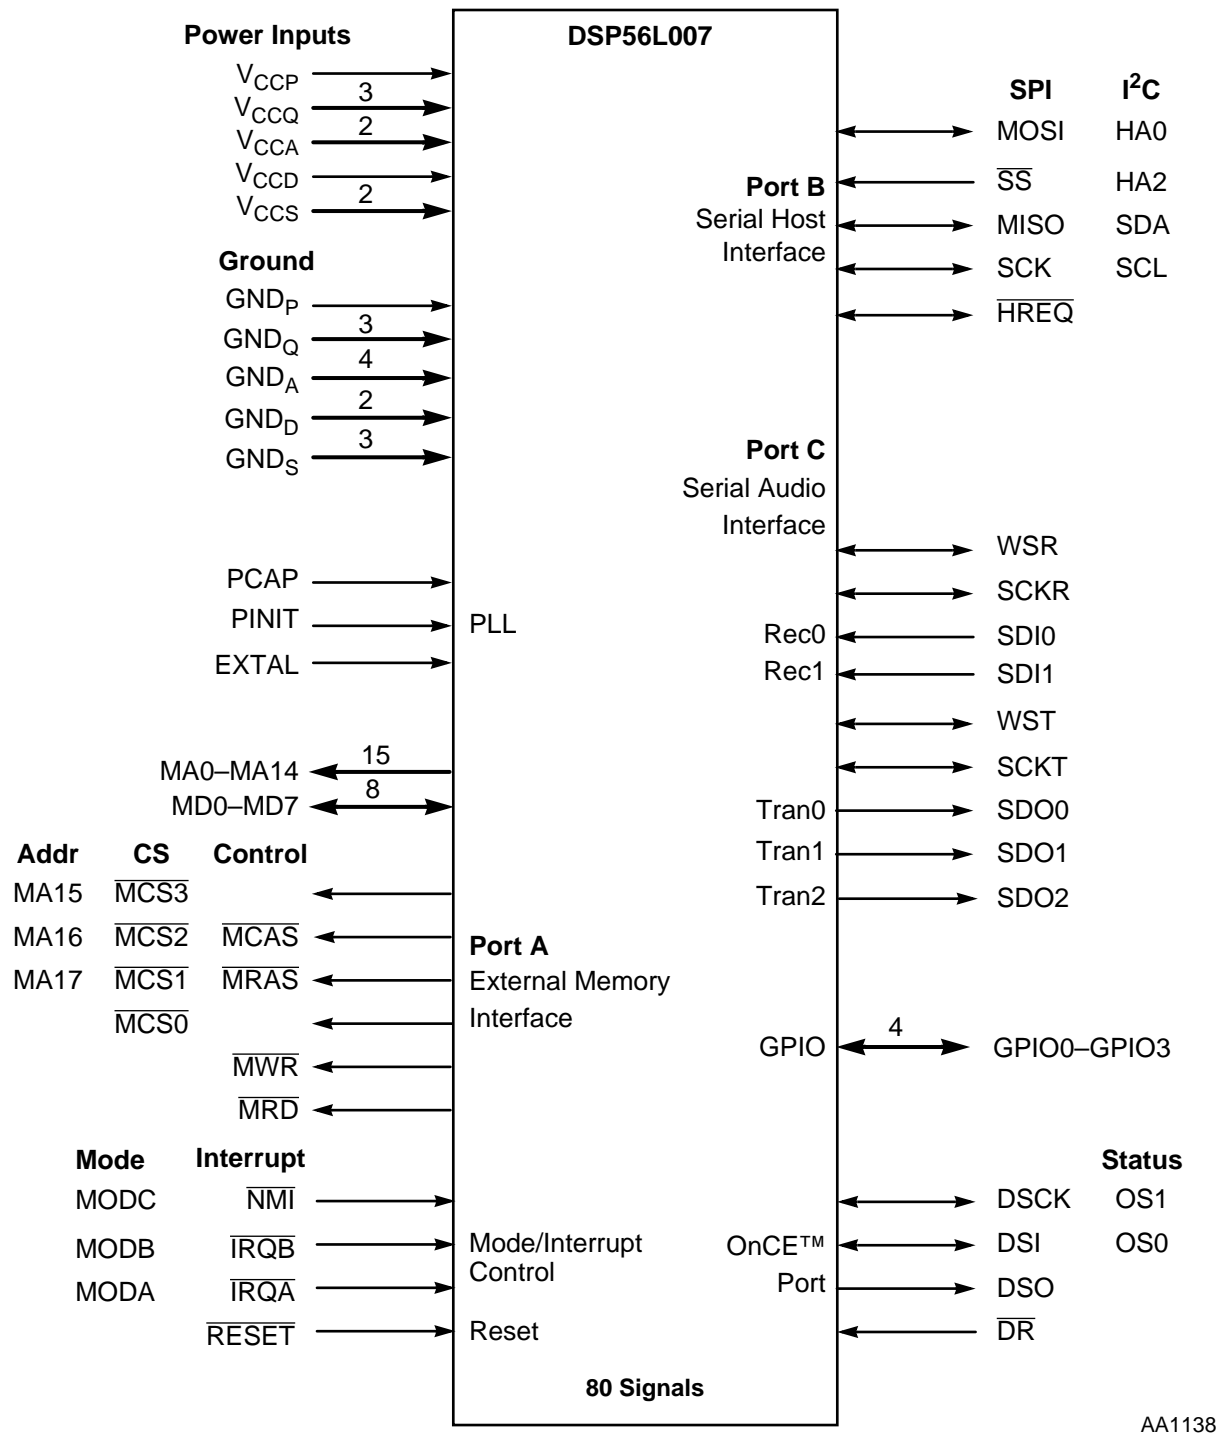 DSP56L007
Power Inputs
VCCP
VCCQ 3
VCCA 2
VCCD
VCCS 2
Ground
GNDP
GNDQ 3
GNDA 4
GNDD 2
GNDS 3
PCAP
PINIT
EXTAL
PLL
MA0–MA14 15
MD0–MD7 8
Addr CS Control
MA15 MCS3
MA16 MCS2 MCAS
MA17 MCS1 MRAS
MCS0
MWR
MRD
Port A
External Memory
Interface
Mode Interrupt
MODC NMI
MODB IRQB
MODA IRQA
RESET
Mode/Interrupt
Control
Reset
SPI I2C
MOSI HA0
SS HA2
MISO SDA
SCK SCL
HREQ
Port B
Serial Host
Interface
Port C
Serial Audio
Interface
WSR
SCKR
Rec0 SDI0
Rec1 SDI1
WST
SCKT
Tran0 SDO0
Tran1 SDO1
Tran2 SDO2
GPIO 4 GPIO0–GPIO3
Status
DSCK OS1
DSI OS0
DSO
DR
OnCE™
Port
80 Signals
AA1138